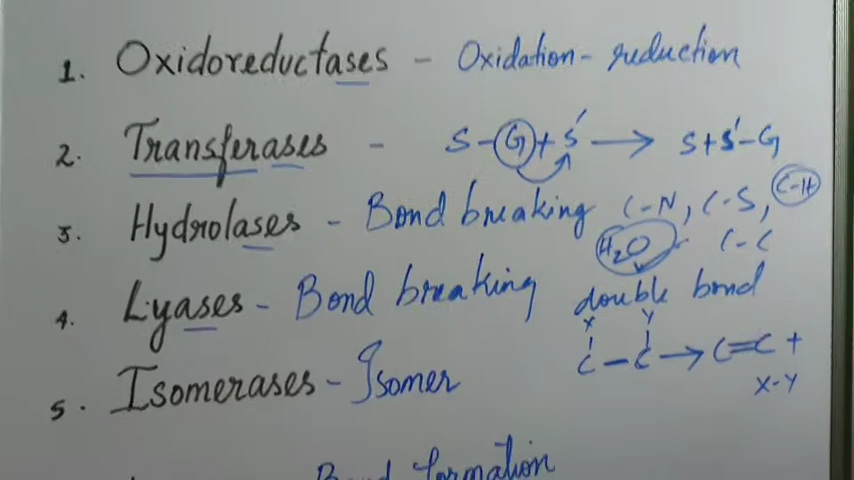 1. Oxidoreductases - Oxidation-reduction
2. Transferases - S-G+S' → S+S'-G
3. Hydrolases - Bond breaking C-N, C-S, C-H
H₂O C-C
4. Lyases - Bond breaking double bond
X Y
C-C → C=C +
X-Y
5. Isomerases - Isomer
Bond formation